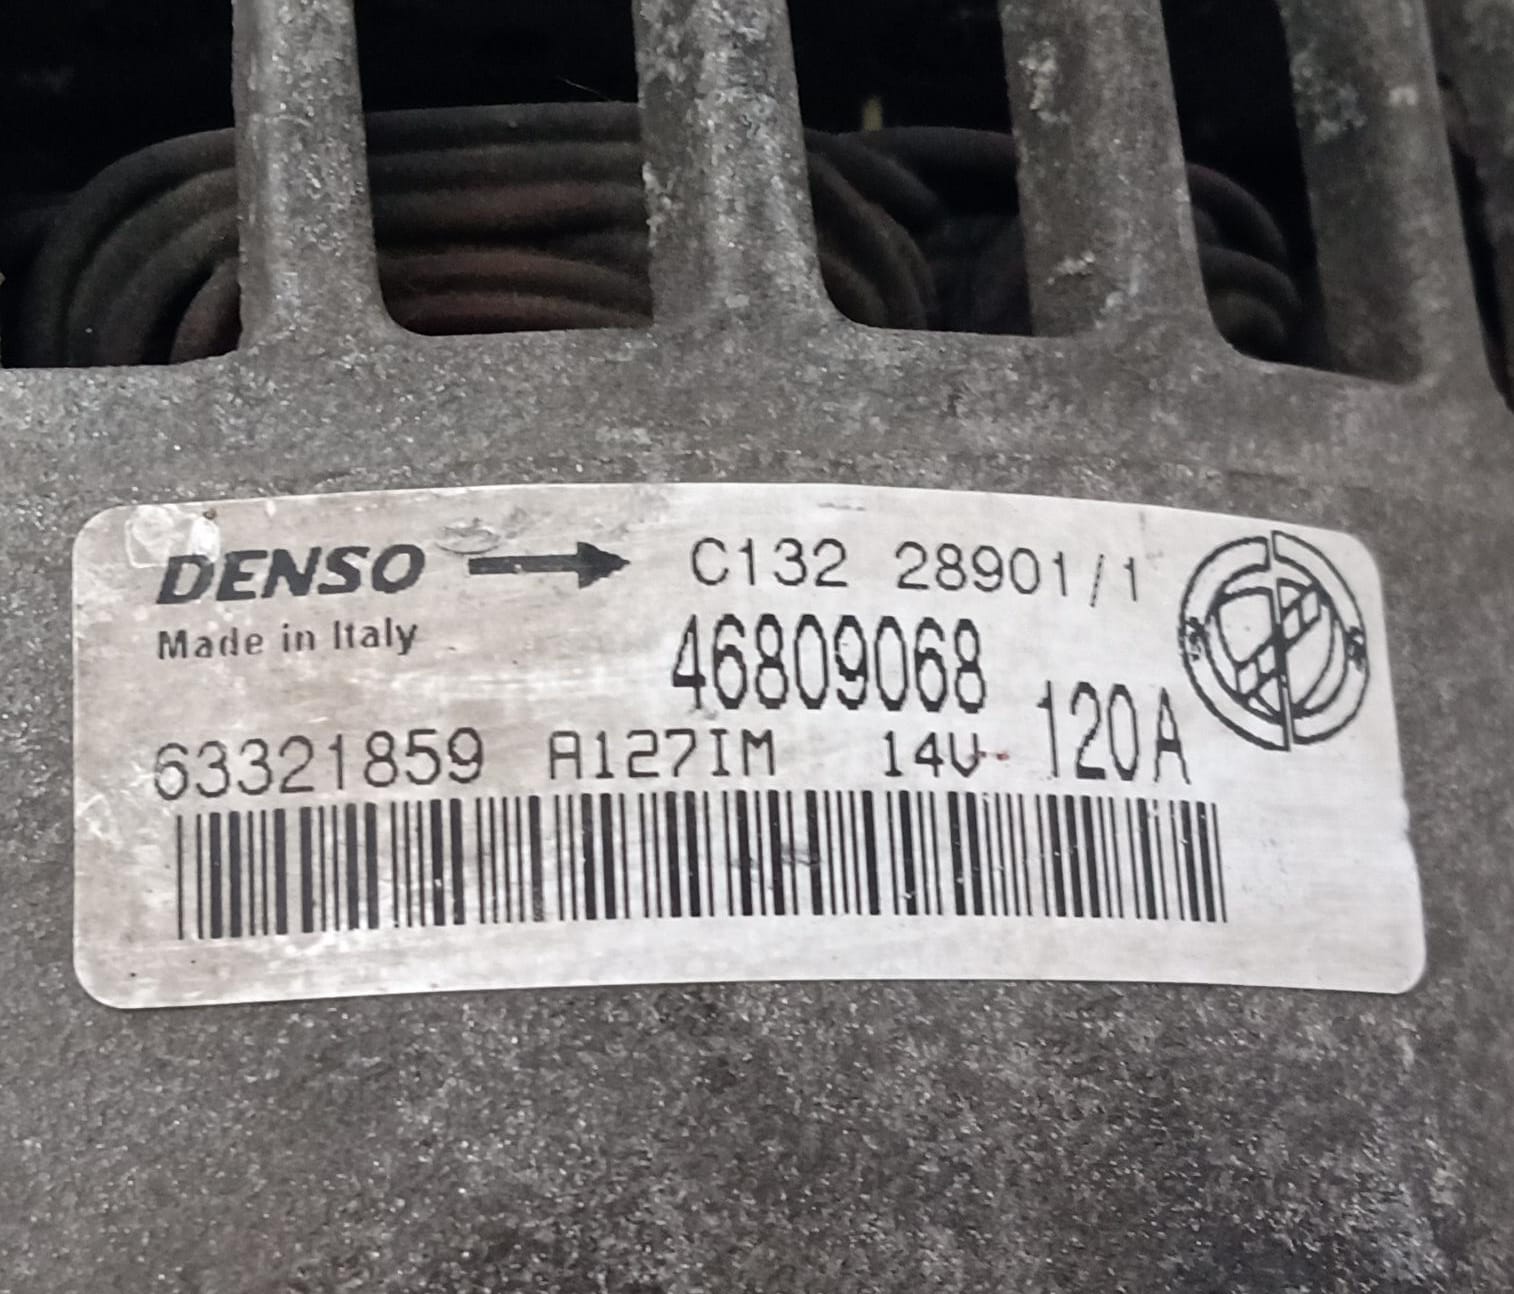 DENSO → C132 28901/1
Made in Italy
46809068
63321859 A127IM 14V 120A